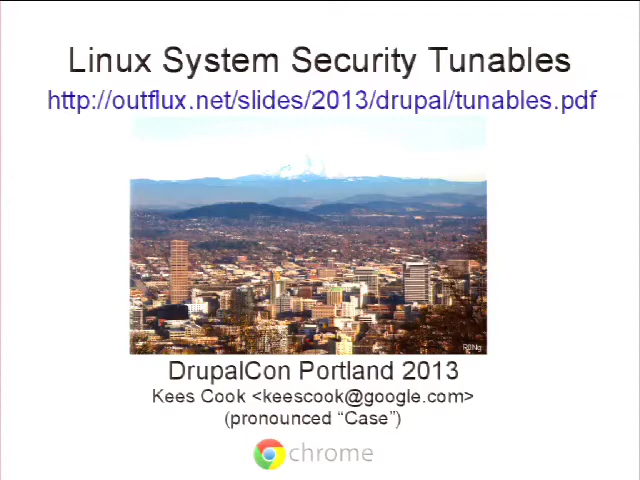 Linux System Security Tunables
http://outflux.net/slides/2013/drupal/tunables.pdf
RBNg
DrupalCon Portland 2013
Kees Cook <keescook@google.com>
(pronounced “Case”)
chrome